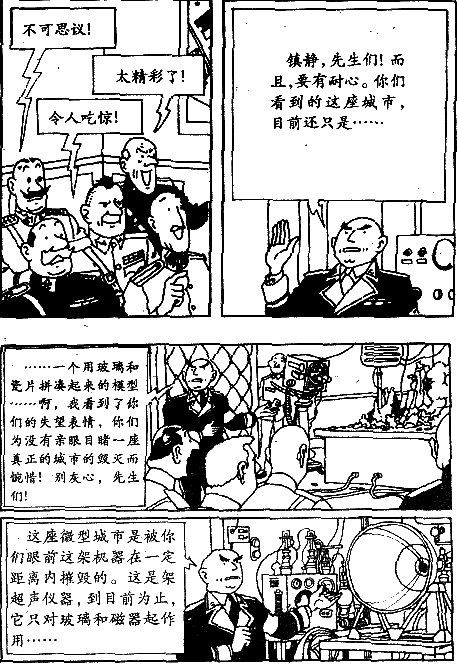 不可思议！
太精彩了！
令人吃惊！
镇静，先生们！而
且，要有耐心。你们
看到的这座城市，
目前还只是……
……一个用玻璃和
瓷片拼凑起来的模型
……啊，我看到了你
们的失望表情，你们
为没有亲眼目睹一座
真正的城市的毁灭而
惋惜！别灰心，先生
们！
这座微型城市是被你
们眼前这架机器在一定
距离内摧毁的。这是架
超声仪器，到目前为止，
它只对玻璃和磁器起作
用……